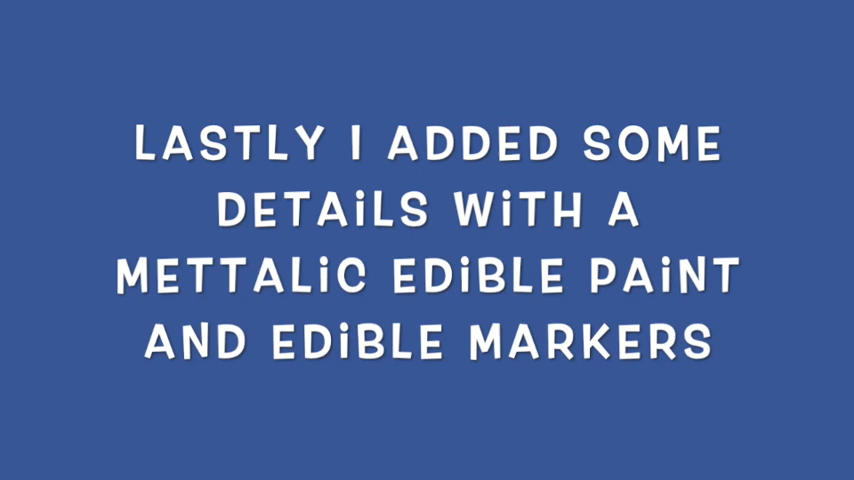 LASTLY I ADDED SOME
DETAiLS WiTH A
METTALiC EDiBLE PAiNT
AND EDiBLE MARKERS